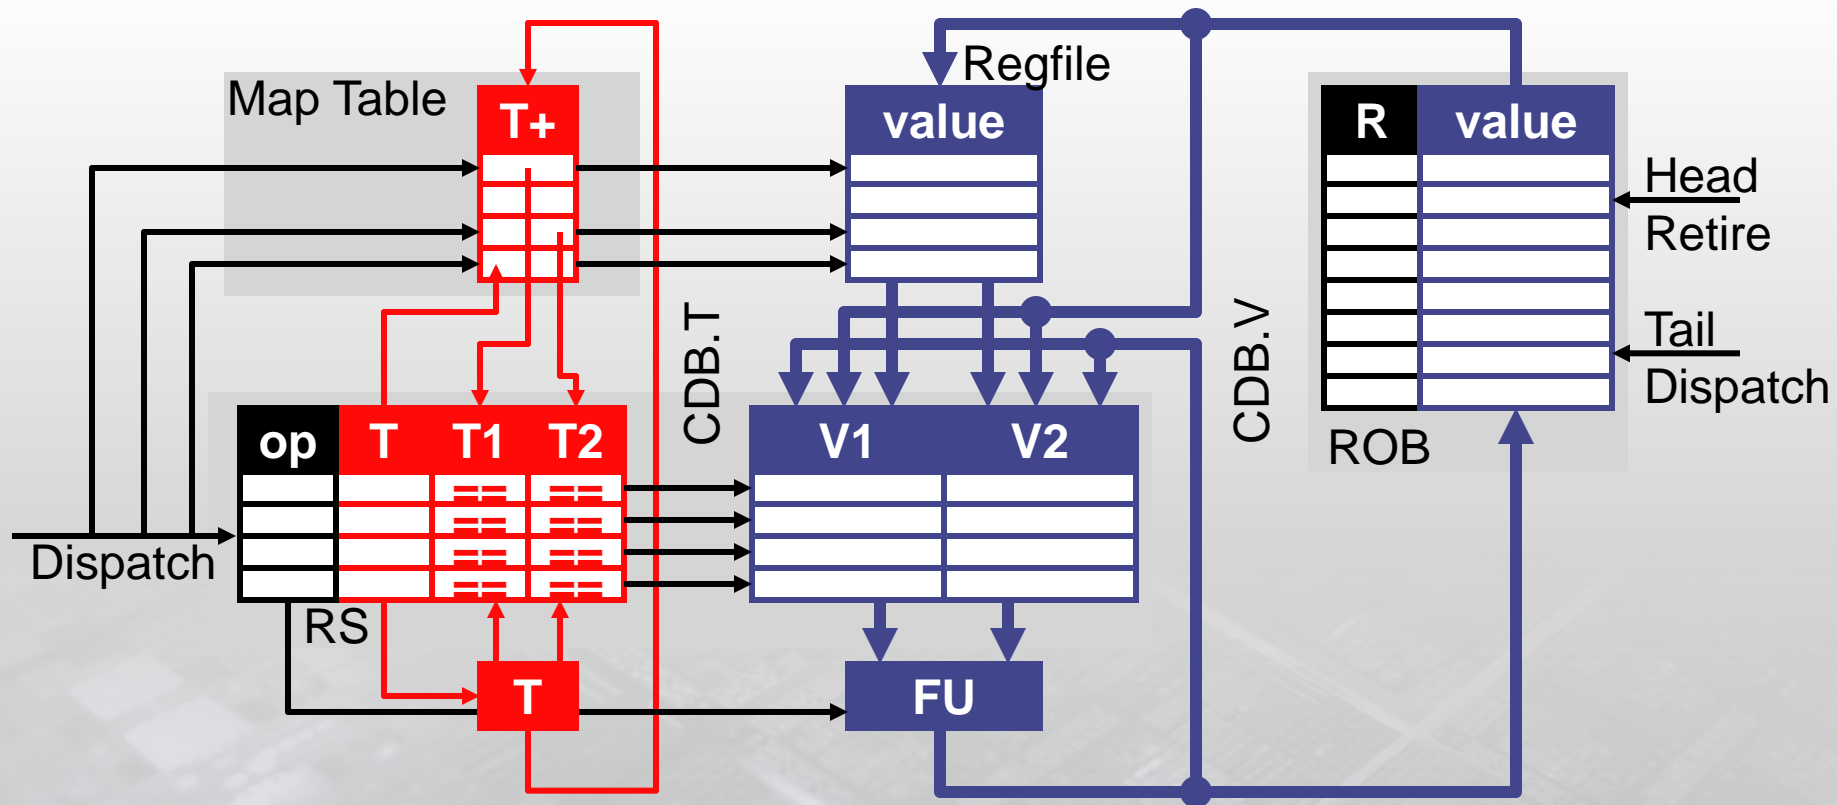 Regfile
Map Table
T+
value
R value
Head
Retire
Tail
Dispatch
CDB.T
CDB.V
op T T1 T2
V1 V2
ROB
== ==
== ==
== ==
== ==
Dispatch
RS
T
FU